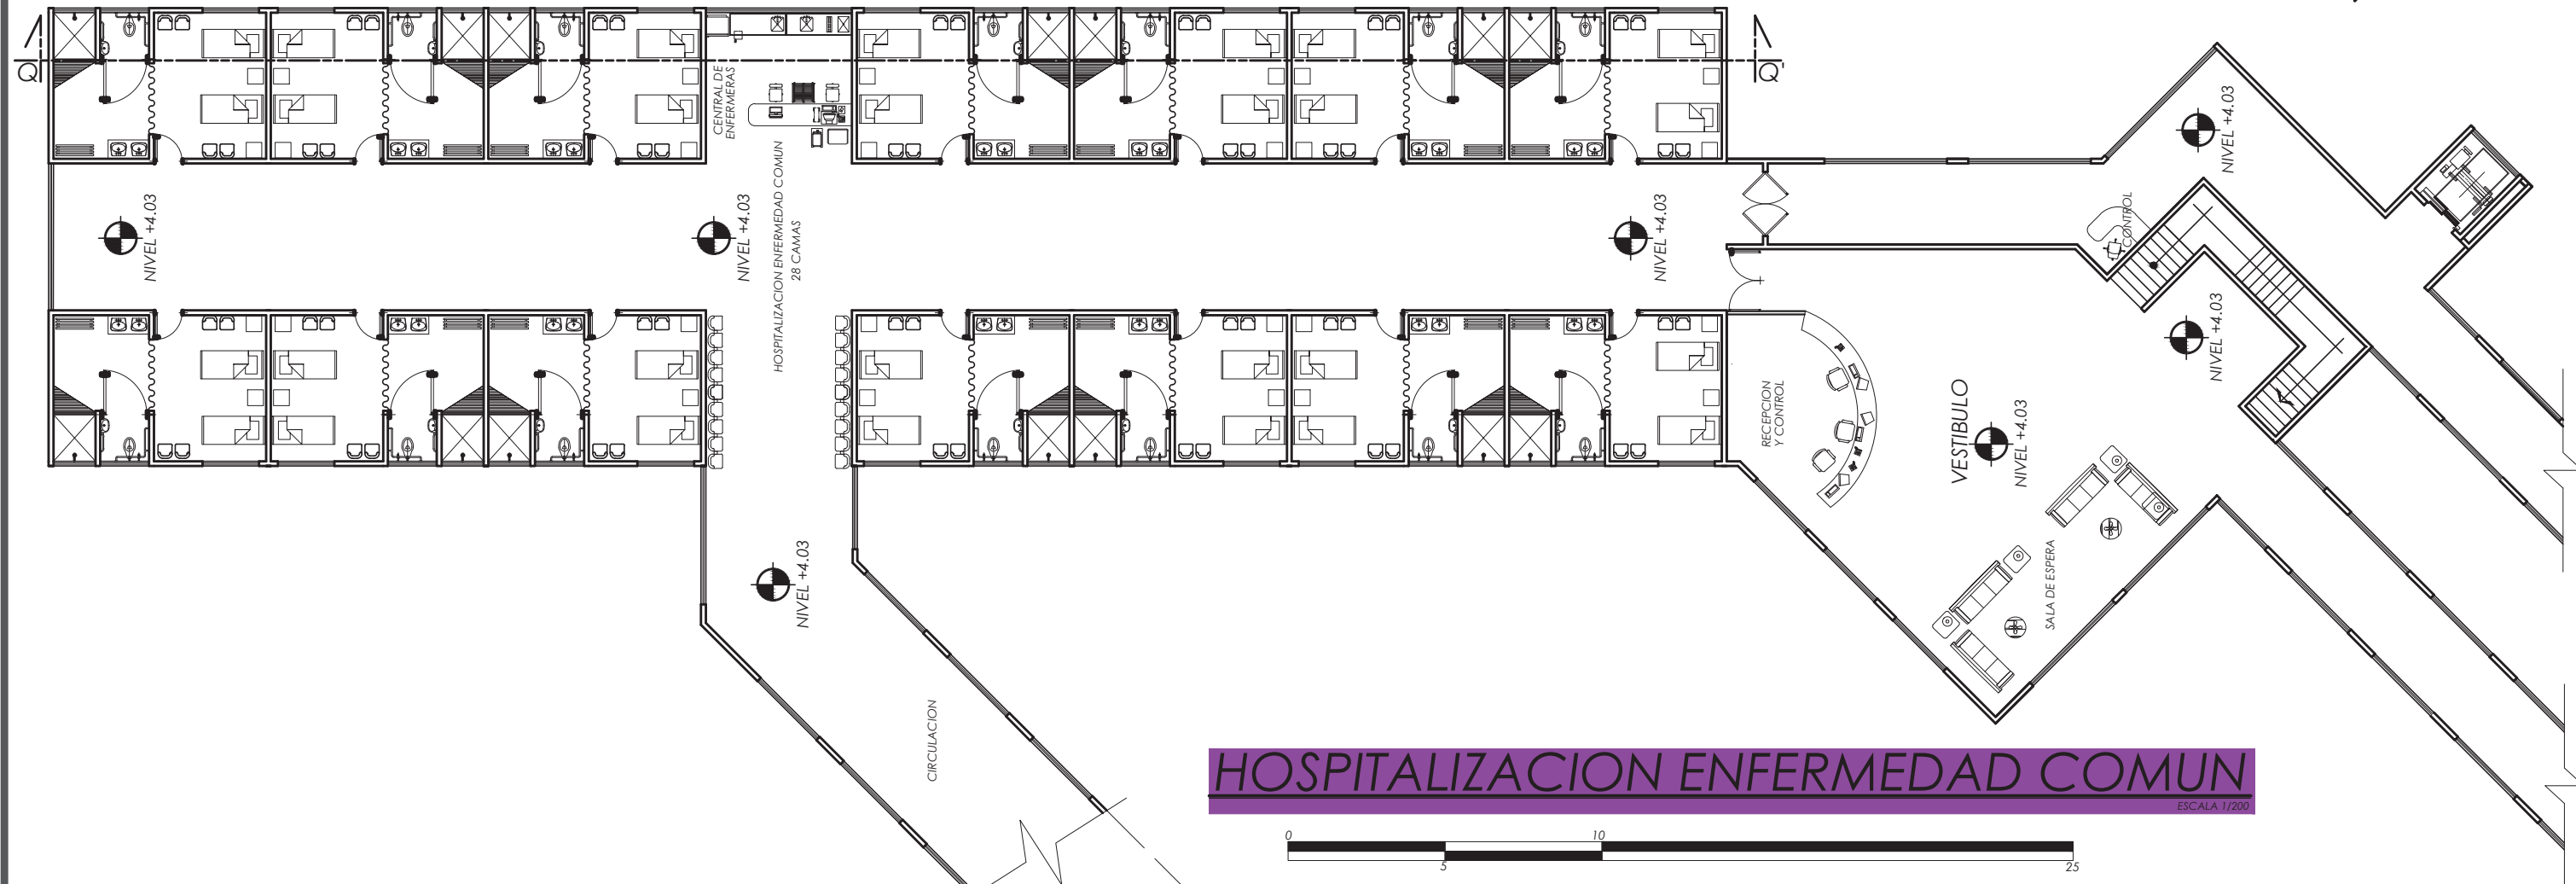 Q
Q'
CENTRAL DE
ENFERMERAS
HOSPITALIZACION ENFERMEDAD COMUN
28 CAMAS
NIVEL +4.03
NIVEL +4.03
NIVEL +4.03
NIVEL +4.03
CONTROL
NIVEL +4.03
RECEPCION
Y CONTROL
VESTIBULO
NIVEL +4.03
SALA DE ESPERA
NIVEL +4.03
CIRCULACION
HOSPITALIZACION ENFERMEDAD COMUN
ESCALA 1/200
0
10
5
25